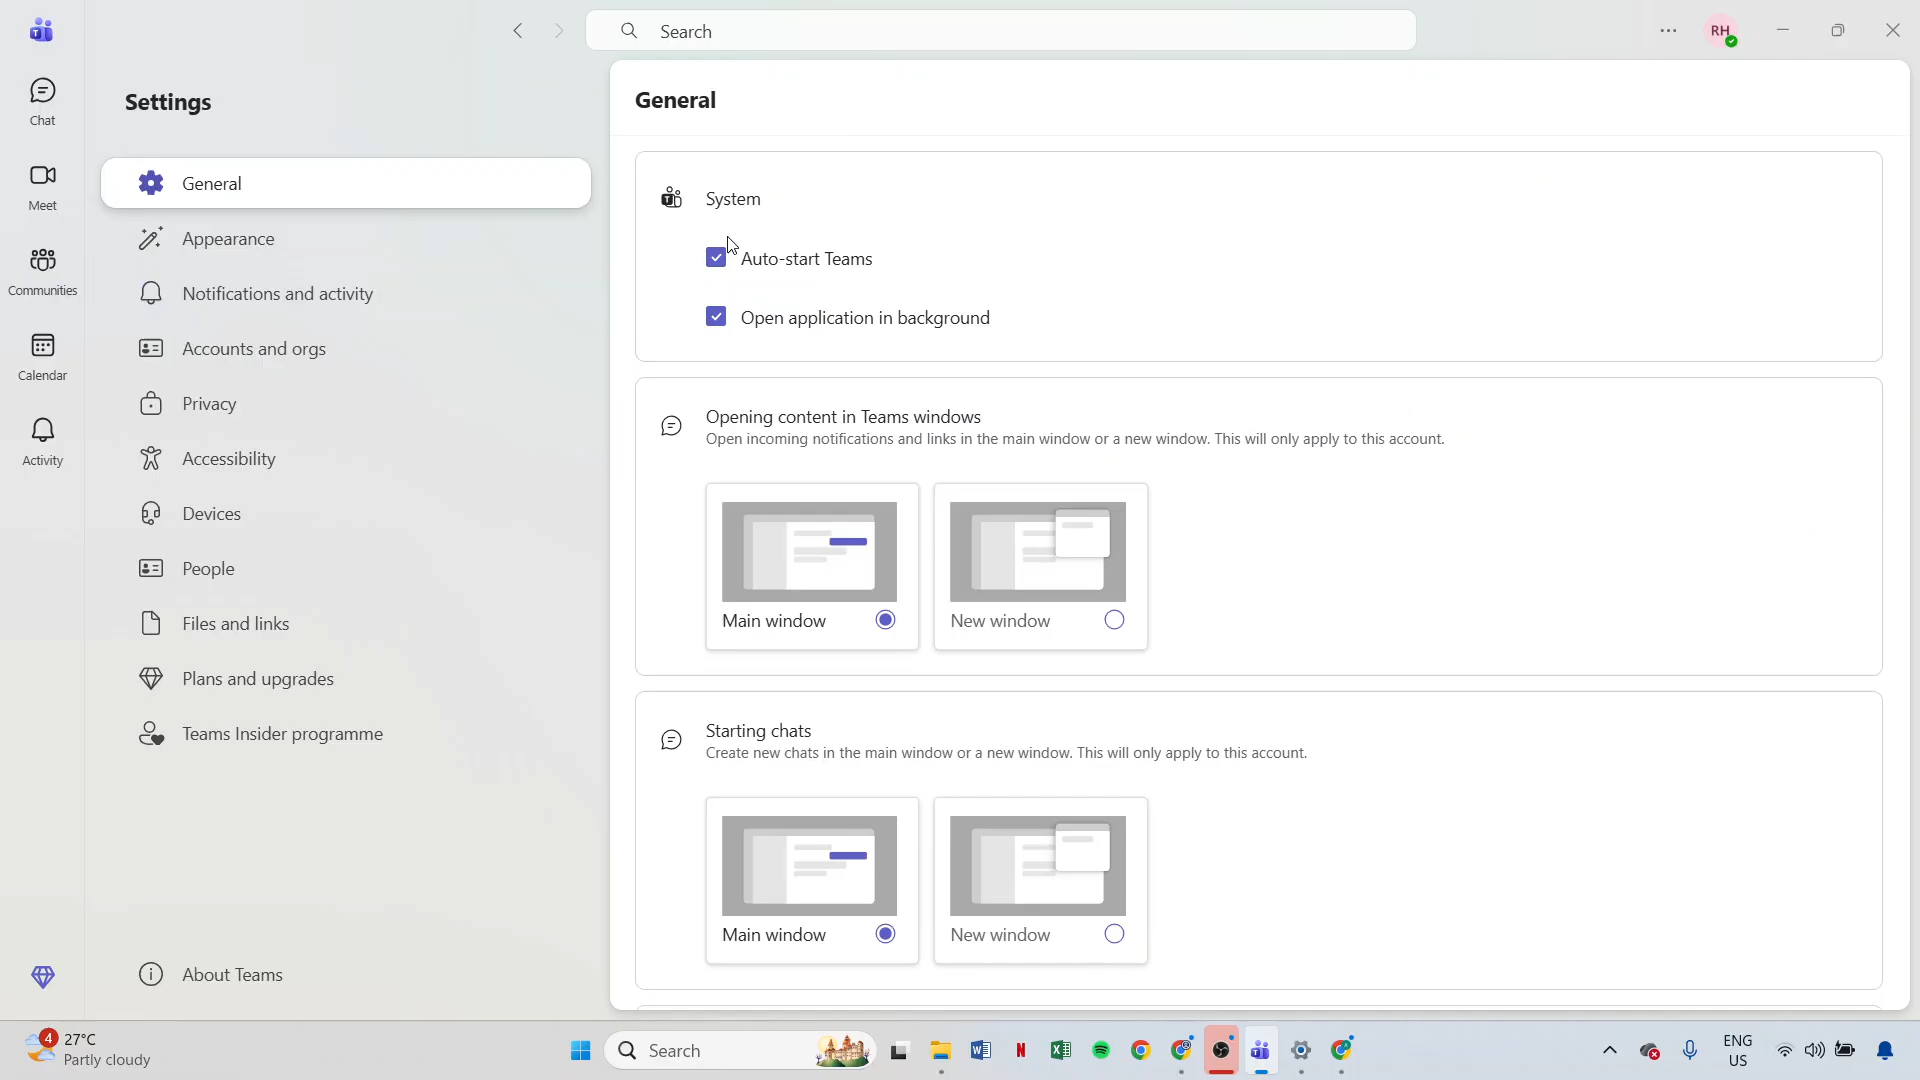 Search
RH
Chat
Meet
Communities
Calendar
Activity
Settings
General
Appearance
Notifications and activity
Accounts and orgs
Privacy
Accessibility
Devices
People
Files and links
Plans and upgrades
Teams Insider programme
About Teams
General
System
Auto-start Teams
Open application in background
Opening content in Teams windows
Open incoming notifications and links in the main window or a new window. This will only apply to this account.
Main window
New window
Starting chats
Create new chats in the main window or a new window. This will only apply to this account.
Main window
New window
4
27°C
Partly cloudy
Search
ENG
US